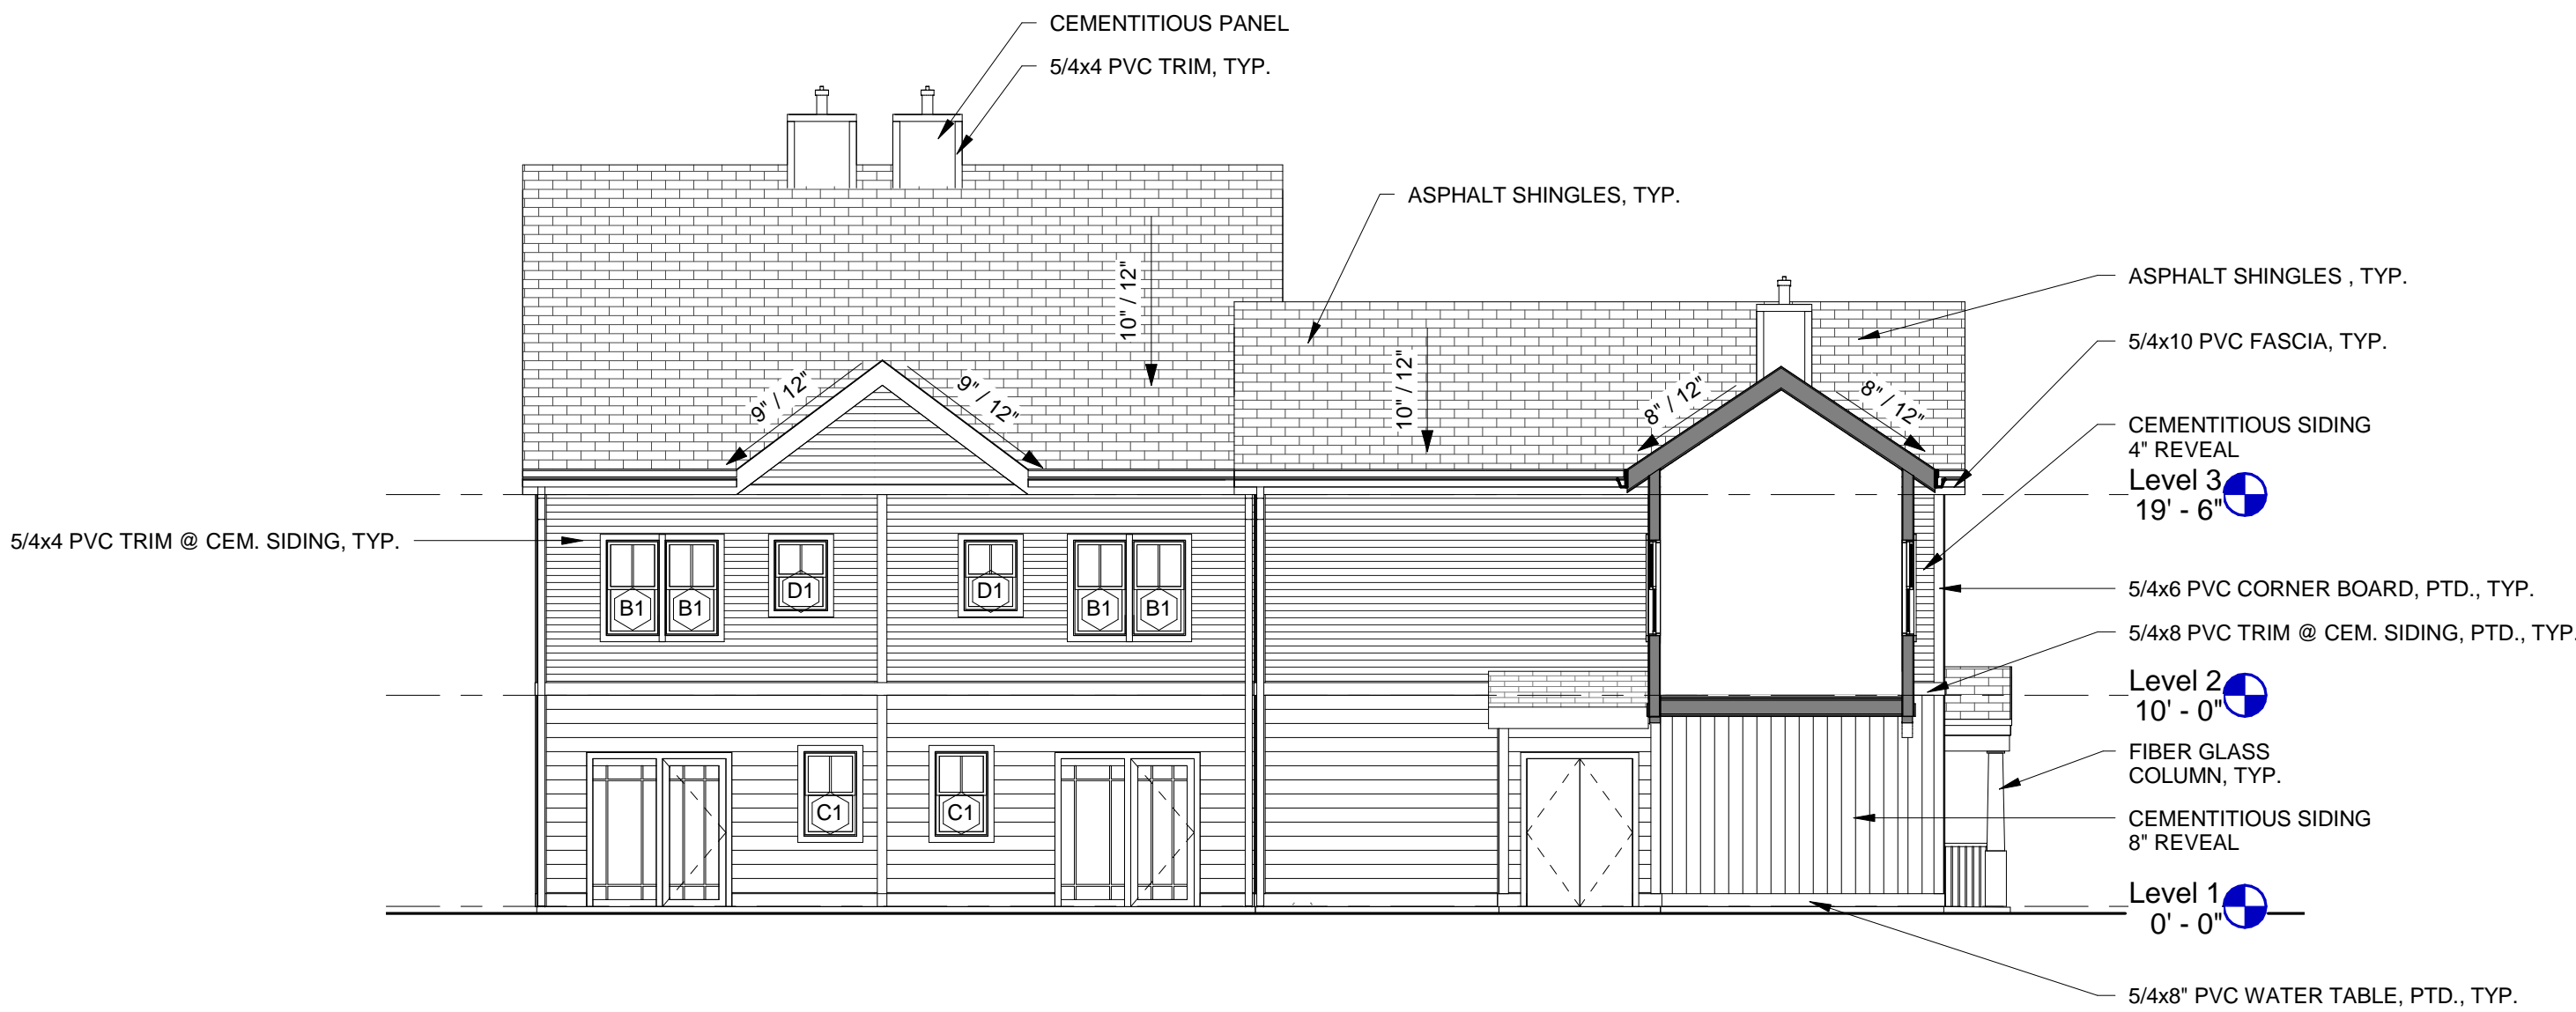 CEMENTITIOUS PANEL
5/4x4 PVC TRIM, TYP.
ASPHALT SHINGLES, TYP.
10" / 12"
ASPHALT SHINGLES , TYP.
5/4x10 PVC FASCIA, TYP.
9" / 12"
9" / 12"
10" / 12"
8" / 12"
8" / 12"
CEMENTITIOUS SIDING
4" REVEAL
Level 3
19' - 6"
5/4x4 PVC TRIM @ CEM. SIDING, TYP.
B1
B1
D1
D1
B1
B1
5/4x6 PVC CORNER BOARD, PTD., TYP.
5/4x8 PVC TRIM @ CEM. SIDING, PTD., TYP.
Level 2
10' - 0"
FIBER GLASS
COLUMN, TYP.
C1
C1
CEMENTITIOUS SIDING
8" REVEAL
Level 1
0' - 0"
5/4x8" PVC WATER TABLE, PTD., TYP.